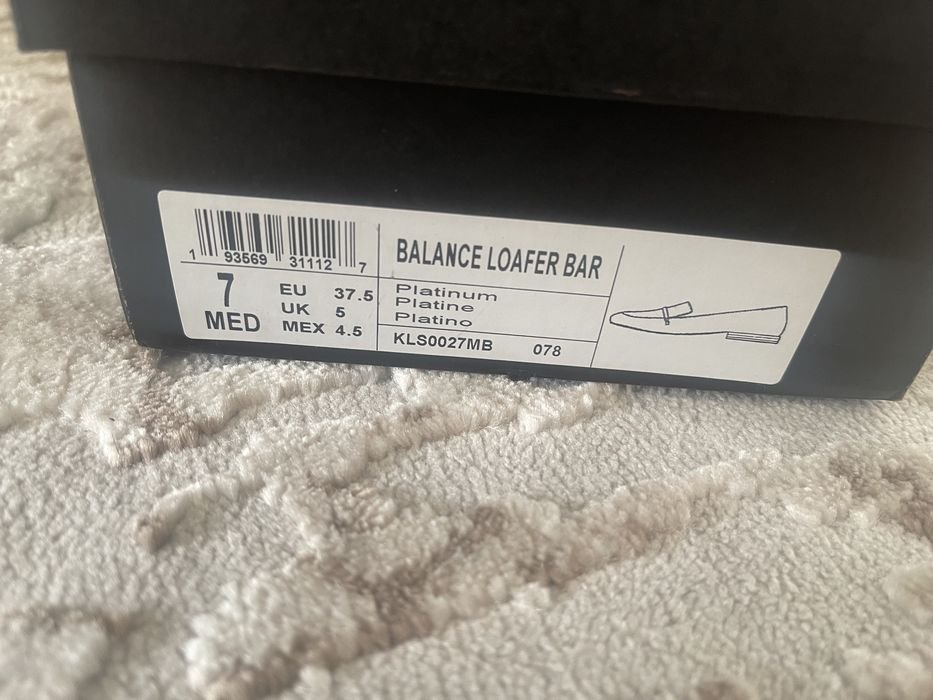 1 93569 31112 7
7
MED
EU 37.5
UK 5
MEX 4.5
BALANCE LOAFER BAR
Platinum
Platine
Platino
KLS0027MB 078